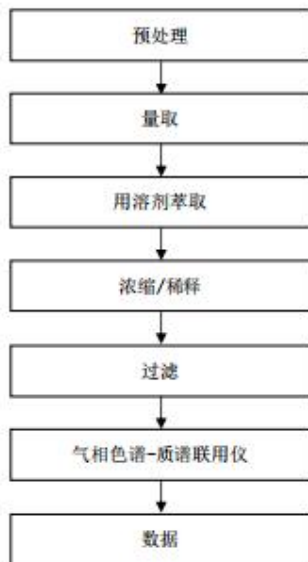 预处理
量取
用溶剂萃取
浓缩/稀释
过滤
气相色谱-质谱联用仪
数据